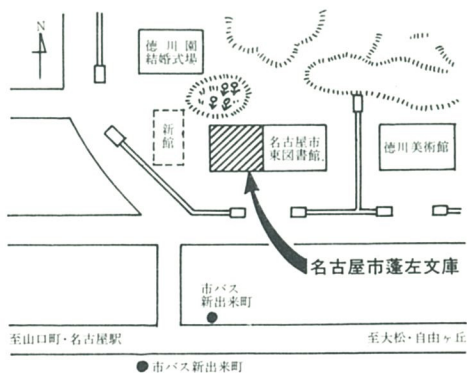 N
徳川園
結婚式場
新館
名古屋市
東図書館
徳川美術館
名古屋市蓬左文庫
市バス
新出来町
至山口町・名古屋駅
至大松・自由ヶ丘
市バス新出来町